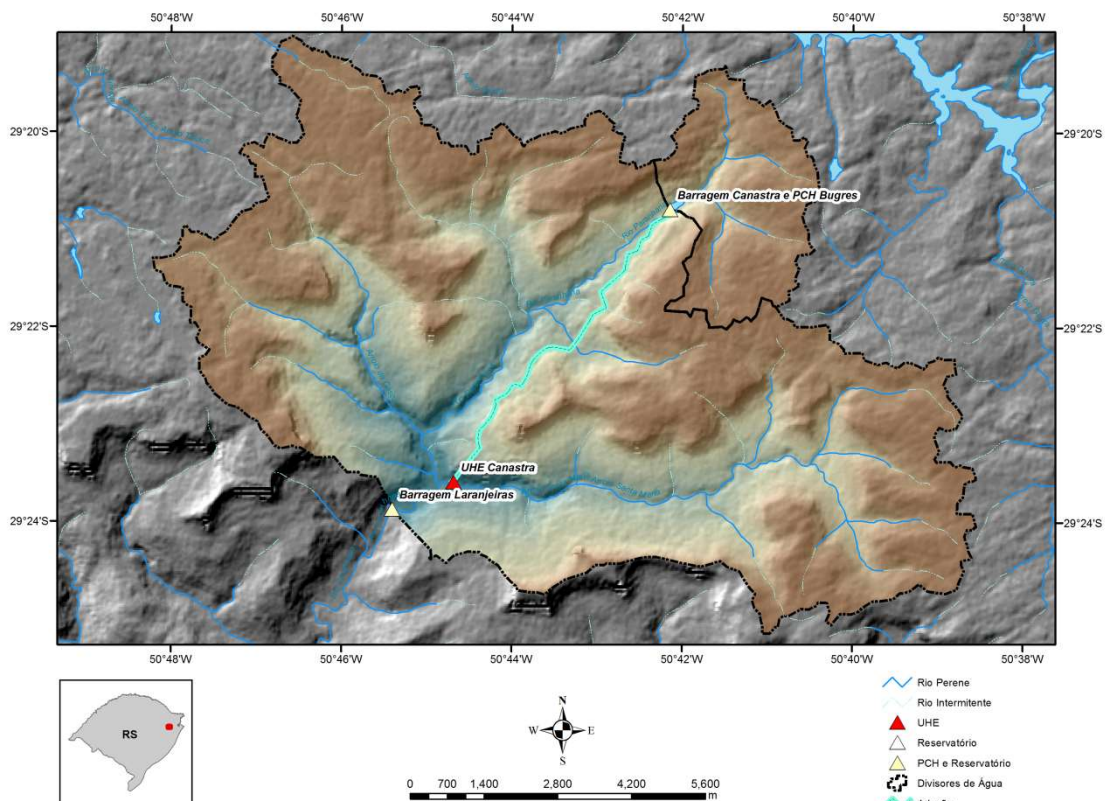 50°48'W 50°46'W 50°44'W 50°42'W 50°40'W 50°38'W
29°20'S 29°20'S
Barragem Canastra e PCH Bugres
29°22'S 29°22'S
UHE Canastra
Barragem Laranjeiras
29°24'S 29°24'S
50°48'W 50°46'W 50°44'W 50°42'W 50°40'W 50°38'W
RS
N
W E
S
0 700 1,400 2,800 4,200 5,600
m
Rio Perene
Rio Intermitente
UHE
Reservatório
PCH e Reservatório
Divisores de Água